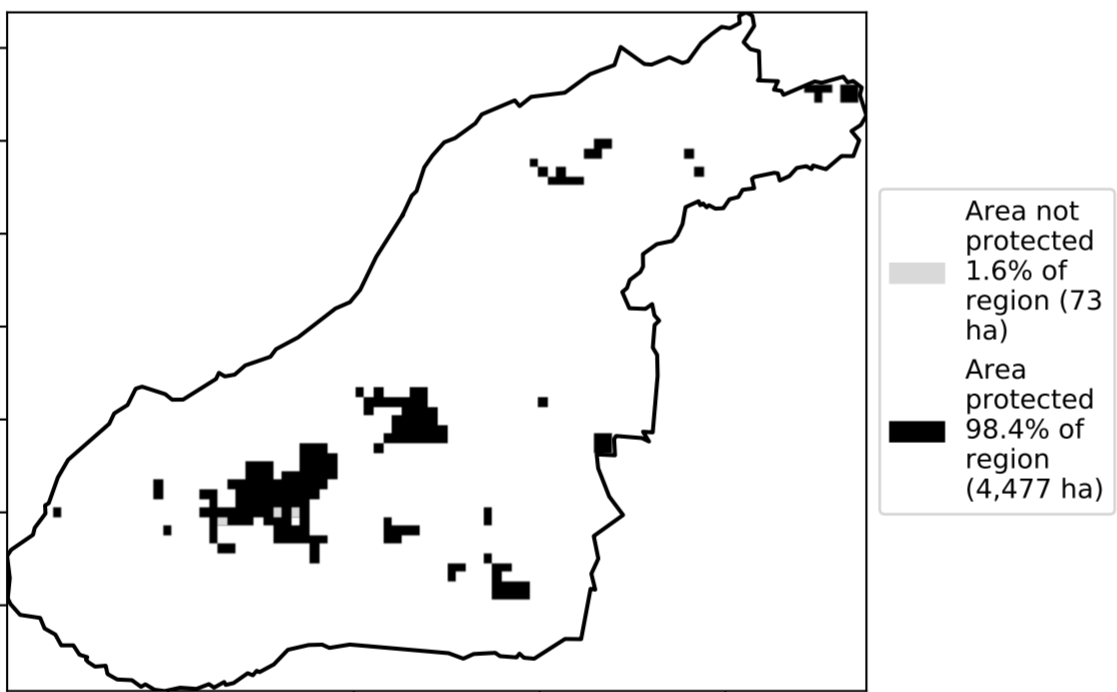 Area not
protected
1.6% of
region (73
ha)
Area
protected
98.4% of
region
(4,477 ha)